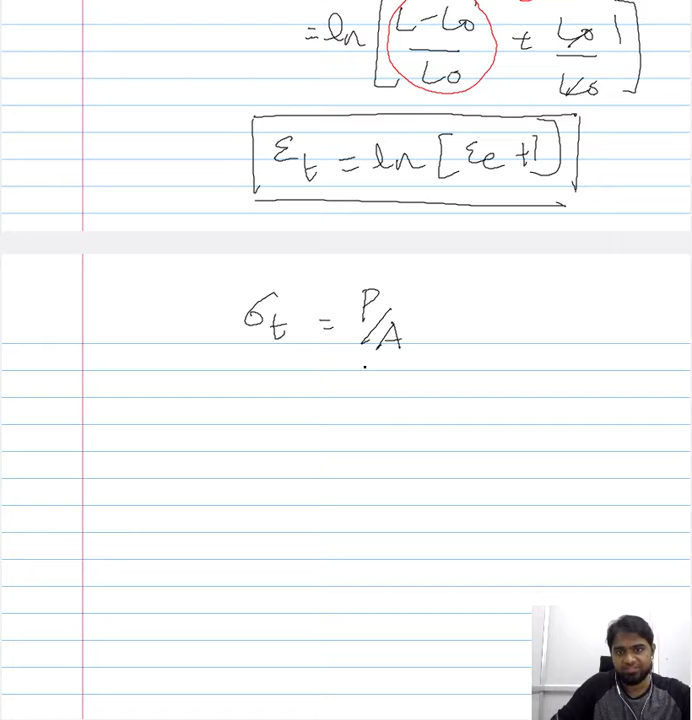 = ln [ L-Lo / Lo + Lo / Lo ]
εt = ln [εe + 1]
σt = P/A